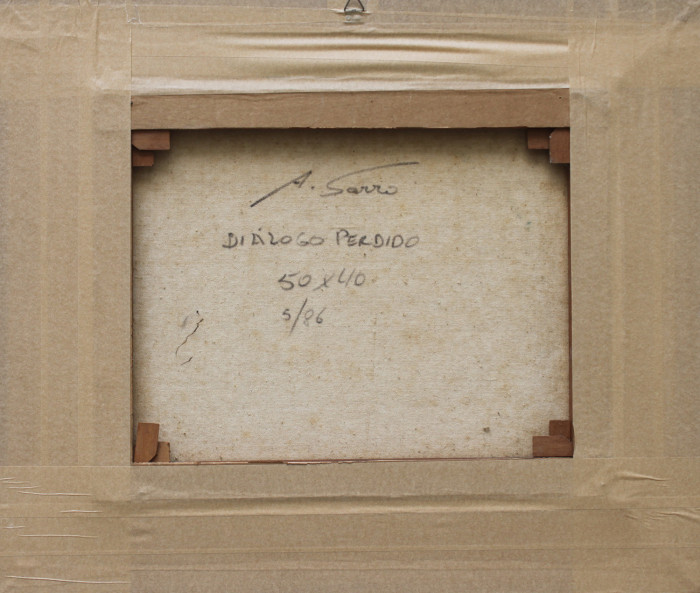 A. Sarro
DIÁLOGO PERDIDO
50 x 40
5/86